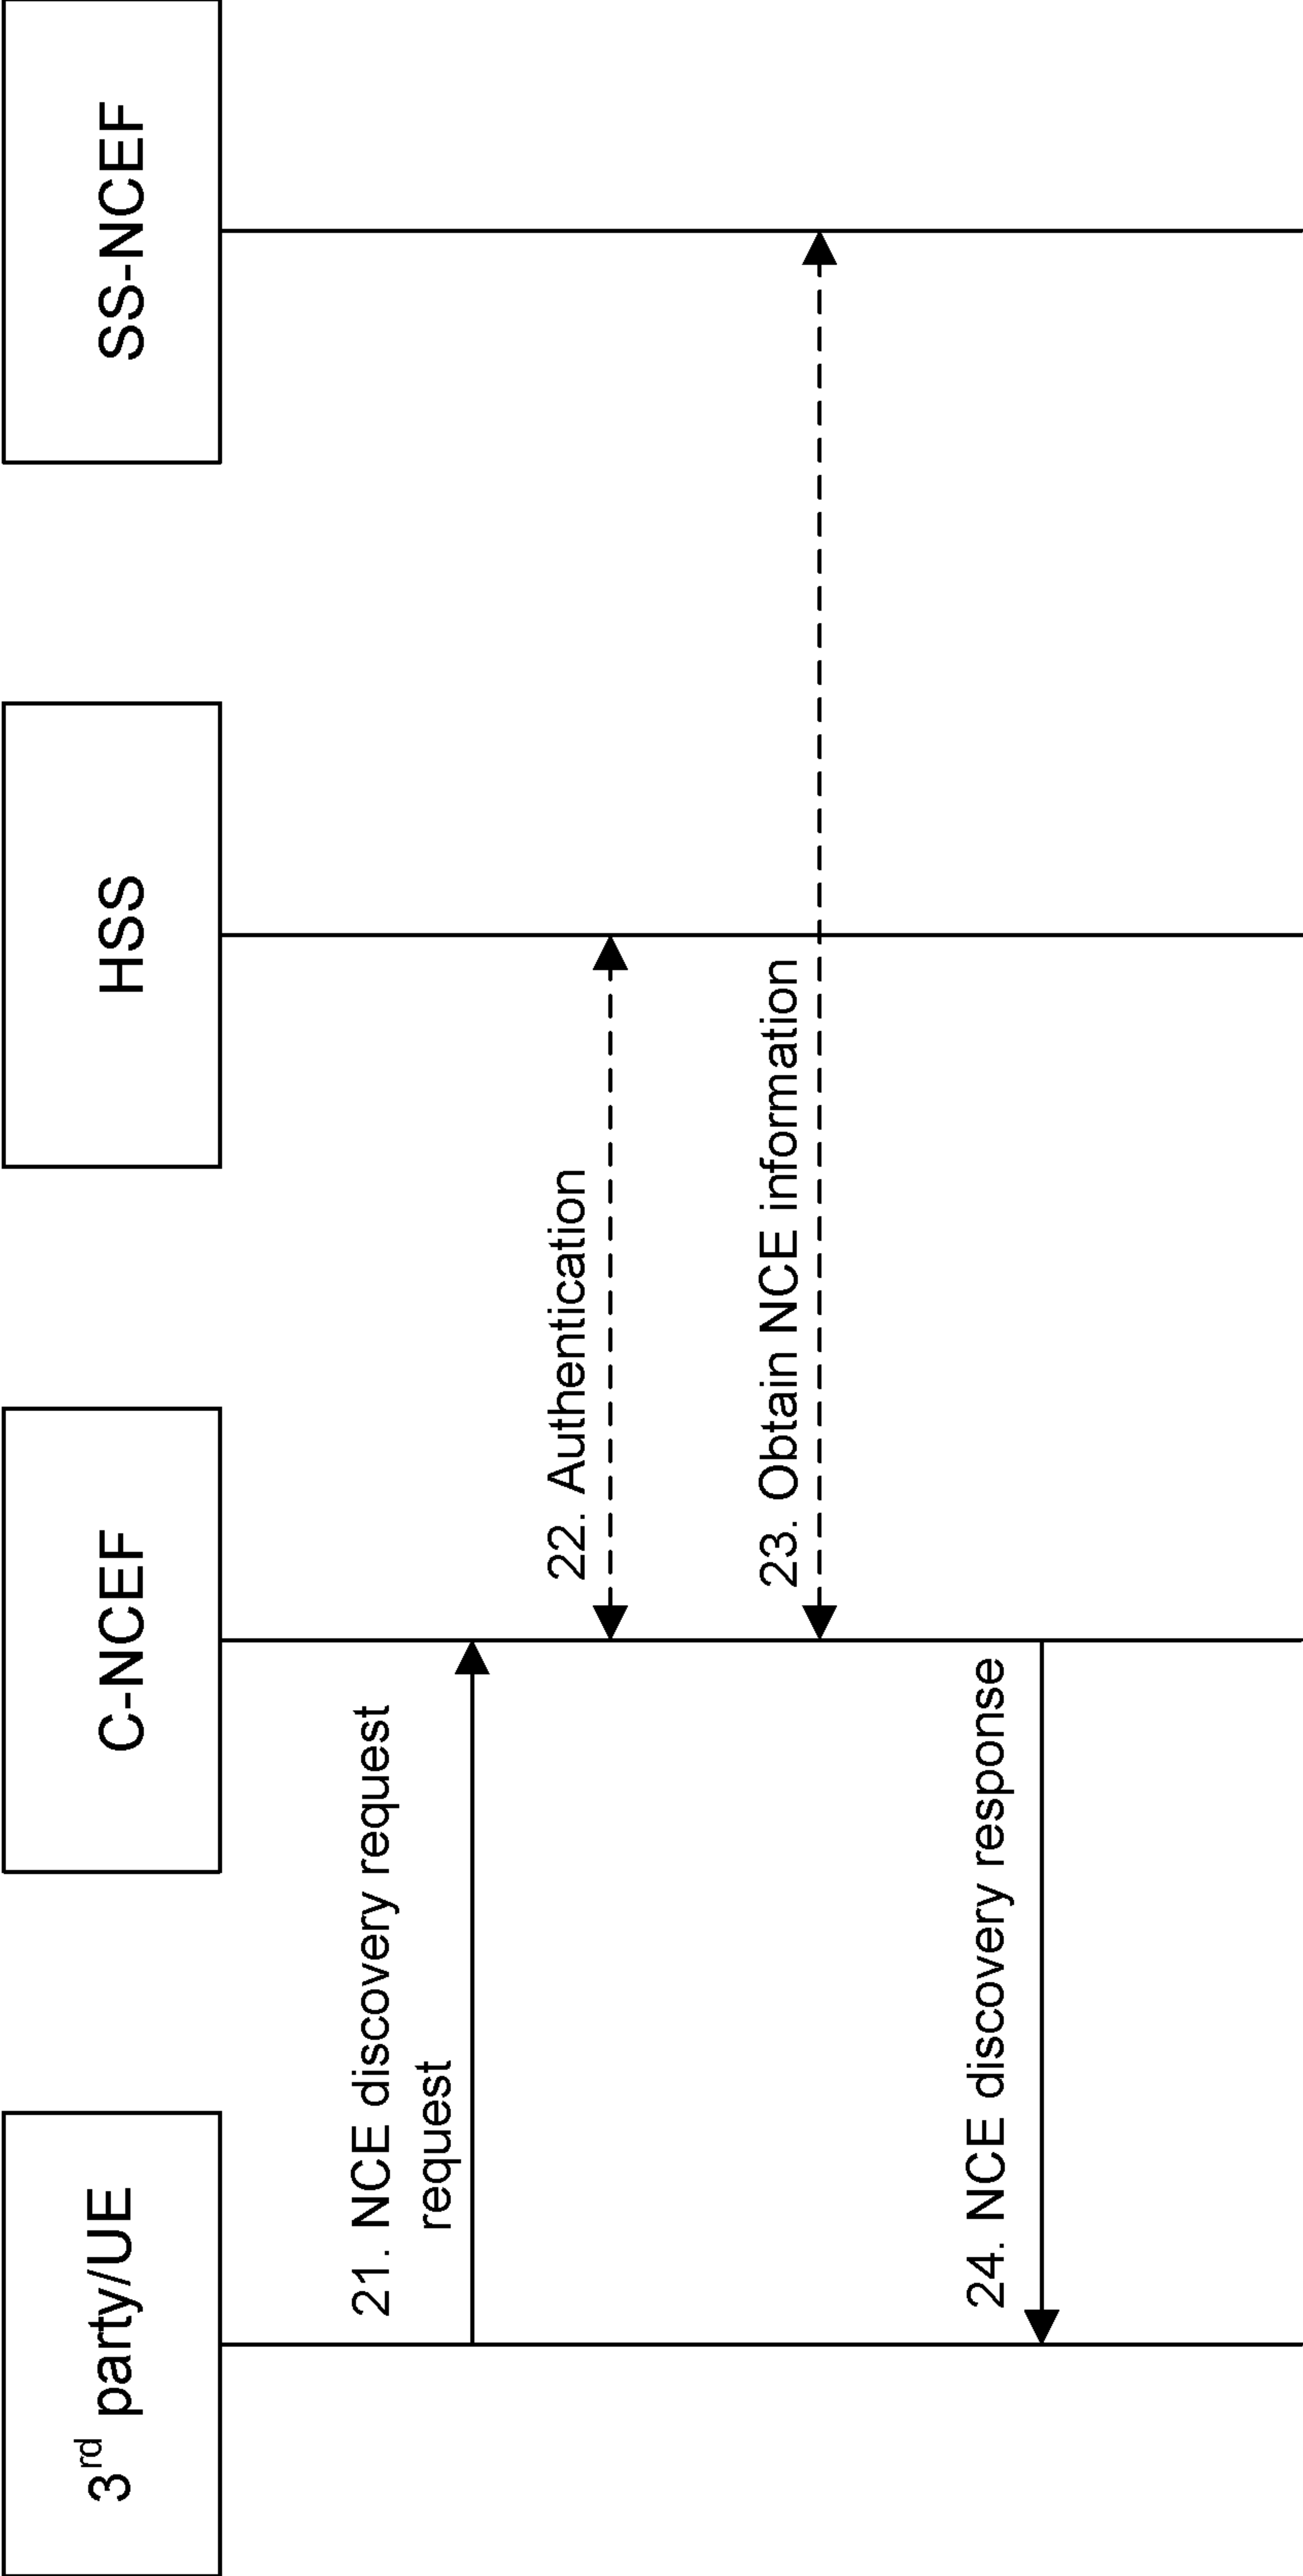 3rd party/UE
C-NCEF
HSS
SS-NCEF
21. NCE discovery request
request
22. Authentication
23. Obtain NCE information
24. NCE discovery response